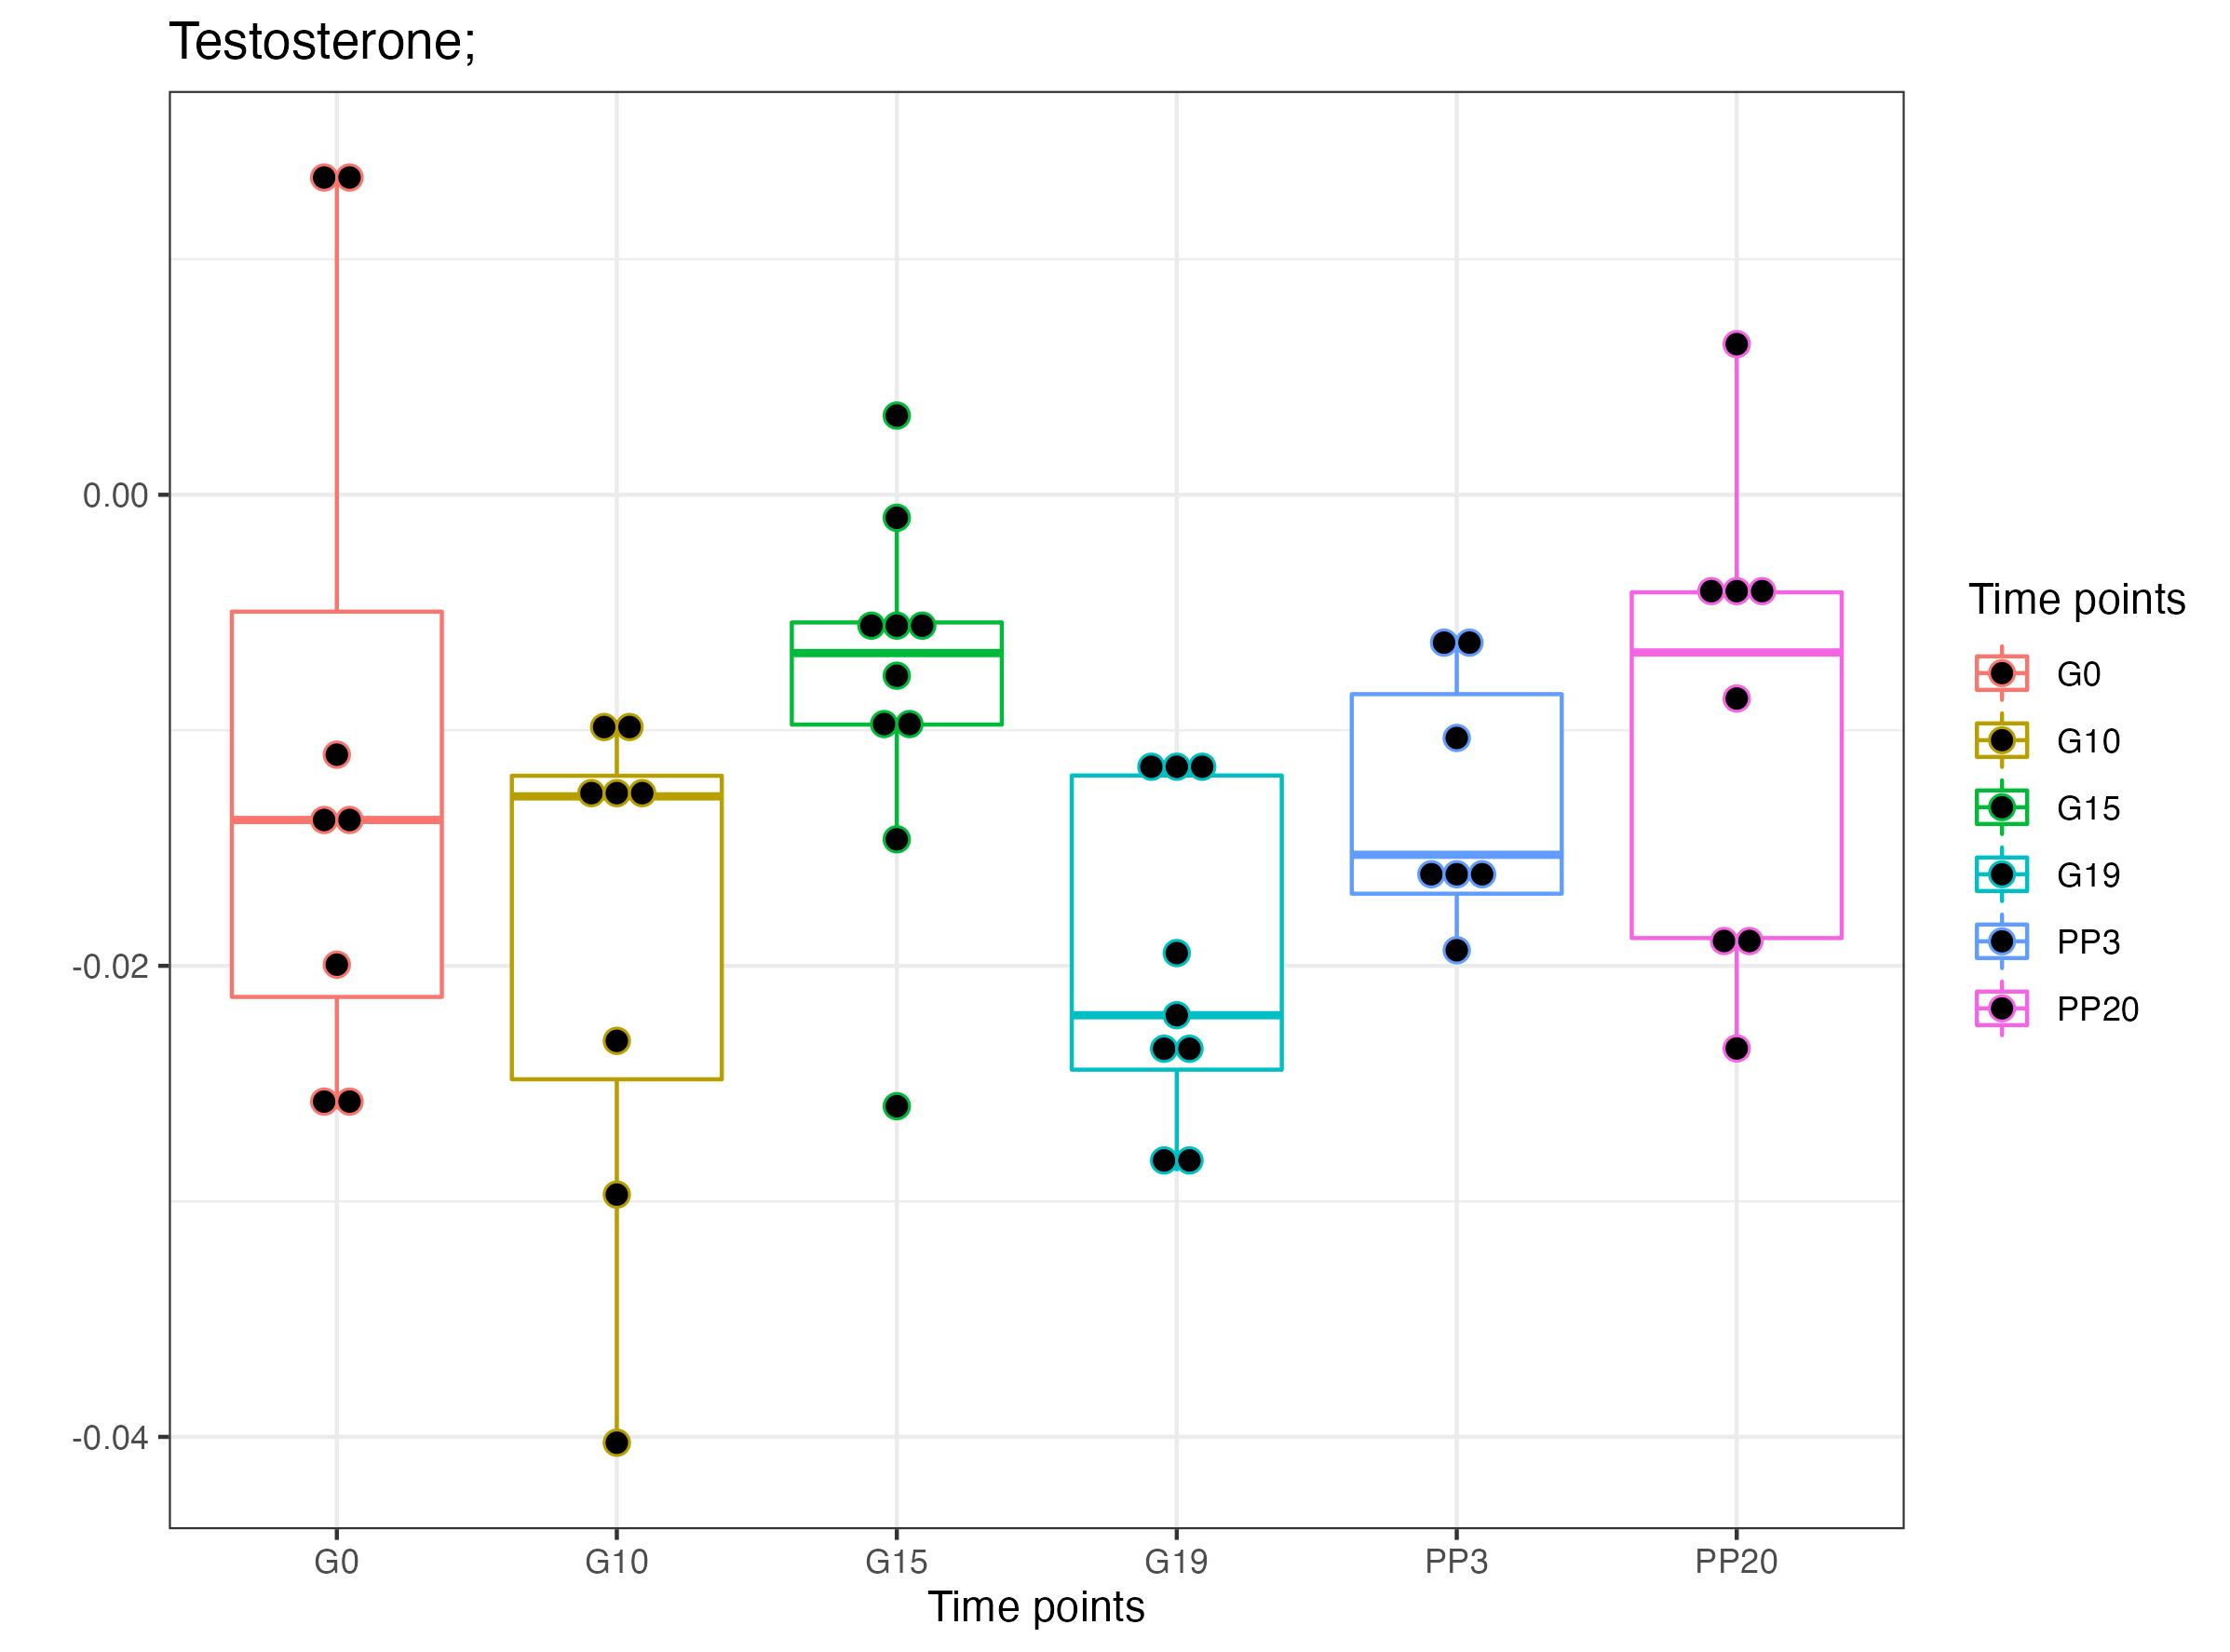 Testosterone;
0.00
-0.02
-0.04
G0 G10 G15 G19 PP3 PP20
Time points
Time points
G0
G10
G15
G19
PP3
PP20